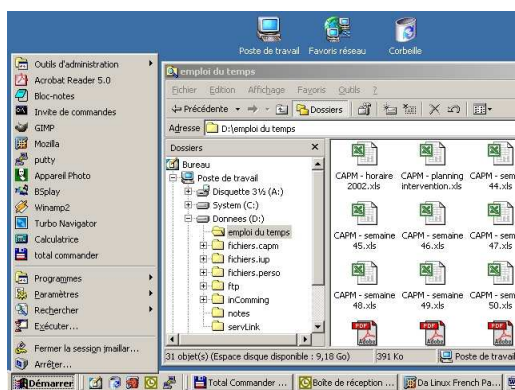 Poste de travail
Favoris réseau
Corbeille
Outils d'administration
Acrobat Reader 5.0
Bloc-notes
Invite de commandes
GIMP
Mozilla
putty
Appareil Photo
BSplay
Winamp2
Turbo Navigator
Calculatrice
total commander
Programmes
Paramètres
Rechercher
Exécuter...
Fermer la session jmaillar...
Arrêter...
emploi du temps
Fichier Edition Affichage Favoris Outils ?
Précédente
Dossiers
Adresse D:\emploi du temps
Dossiers
Bureau
Poste de travail
Disquette 3½ (A:)
System (C:)
Donnees (D:)
emploi du temps
fichiers.capm
fichiers.iup
fichiers.perso
ftp
inComming
notes
servLink
CAPM - horaire 2002.xls
CAPM - planning intervention.xls
CAPM - sem 44.xls
CAPM - semaine 45.xls
CAPM - semaine 46.xls
CAPM - sem 47.xls
CAPM - semaine 48.xls
CAPM - semaine 49.xls
CAPM - sem 50.xls
Adobe
Adobe
Adobe
31 objet(s) (Espace disque disponible : 9,18 Go)
391 Ko
Poste de travail
Démarrer
Total Commander ...
Boîte de réception ...
Da Linux French Pa...